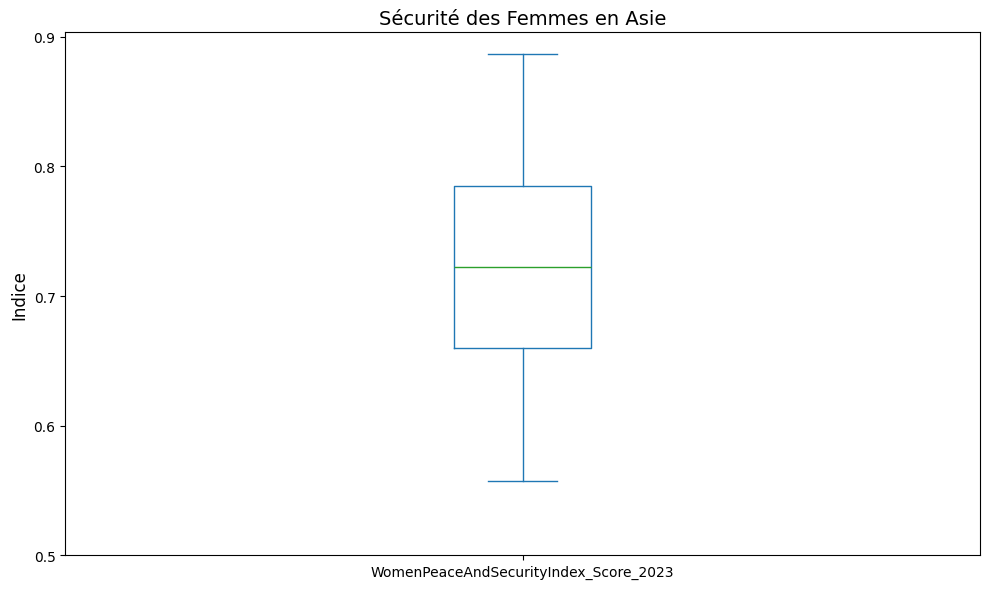 Sécurité des Femmes en Asie
0.9
0.8
0.7
0.6
0.5
Indice
WomenPeaceAndSecurityIndex_Score_2023